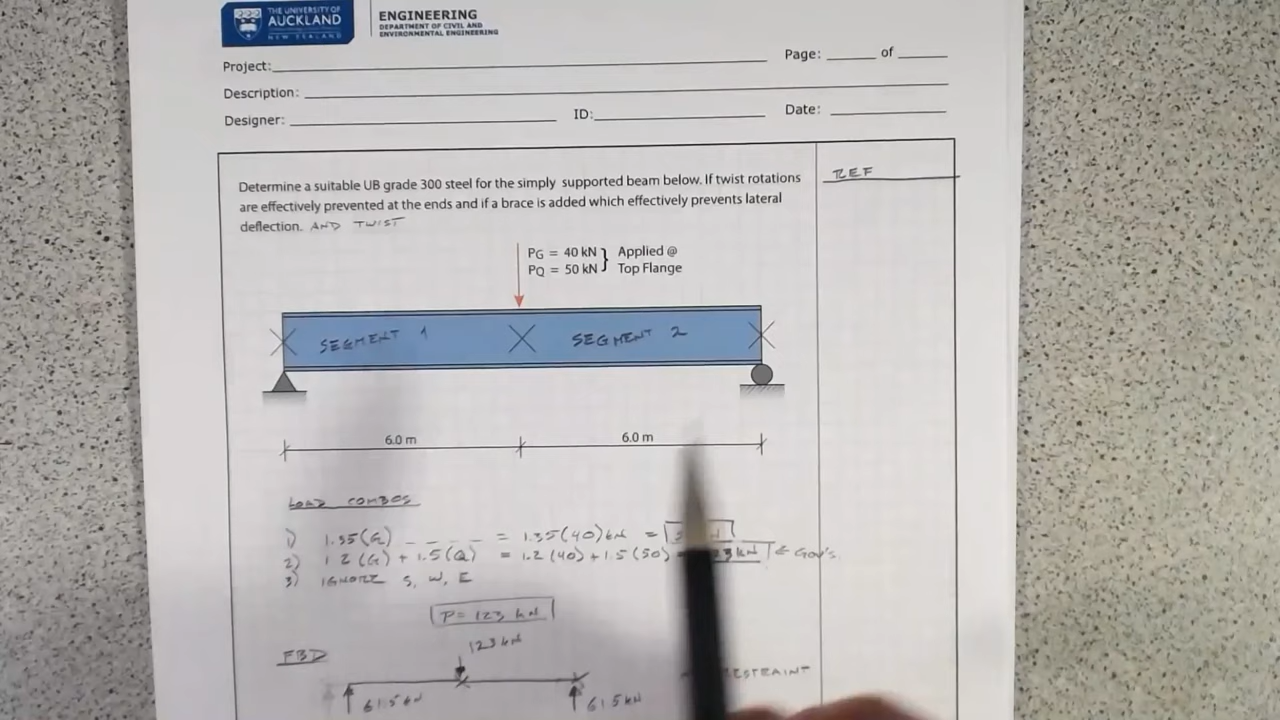 THE UNIVERSITY OF
AUCKLAND
NEW ZEALAND
ENGINEERING
DEPARTMENT OF CIVIL AND
ENVIRONMENTAL ENGINEERING
Project:
Page: of
Description:
Designer: ID: Date:
REF
Determine a suitable UB grade 300 steel for the simply supported beam below. If twist rotations
are effectively prevented at the ends and if a brace is added which effectively prevents lateral
deflection. AND TWIST
PG = 40 kN } Applied @
PQ = 50 kN Top Flange
SEGMENT 1 SEGMENT 2
6.0 m 6.0 m
LOAD COMBOS
1) 1.35(G) _ _ _ _ = 1.35(40)kN =
2) 1.2(G) + 1.5(Q) = 1.2(40) + 1.5(50) = 23 kN ← GOV'S.
3) IGNORE S, W, E
P = 123 kN
123 kN
FBD
61.5 kN 61.5 kN